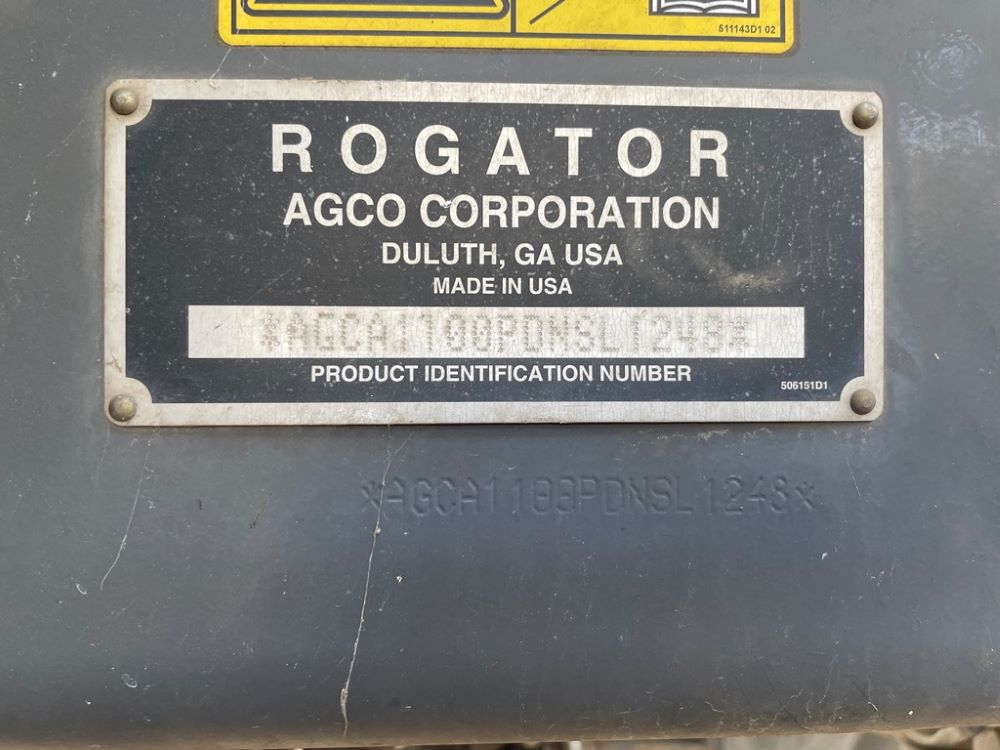 511143D1 02
ROGATOR
AGCO CORPORATION
DULUTH, GA USA
MADE IN USA
*AGCA1100PDNSL1248*
PRODUCT IDENTIFICATION NUMBER
506151D1
*AGCA1100PDNSL1248*